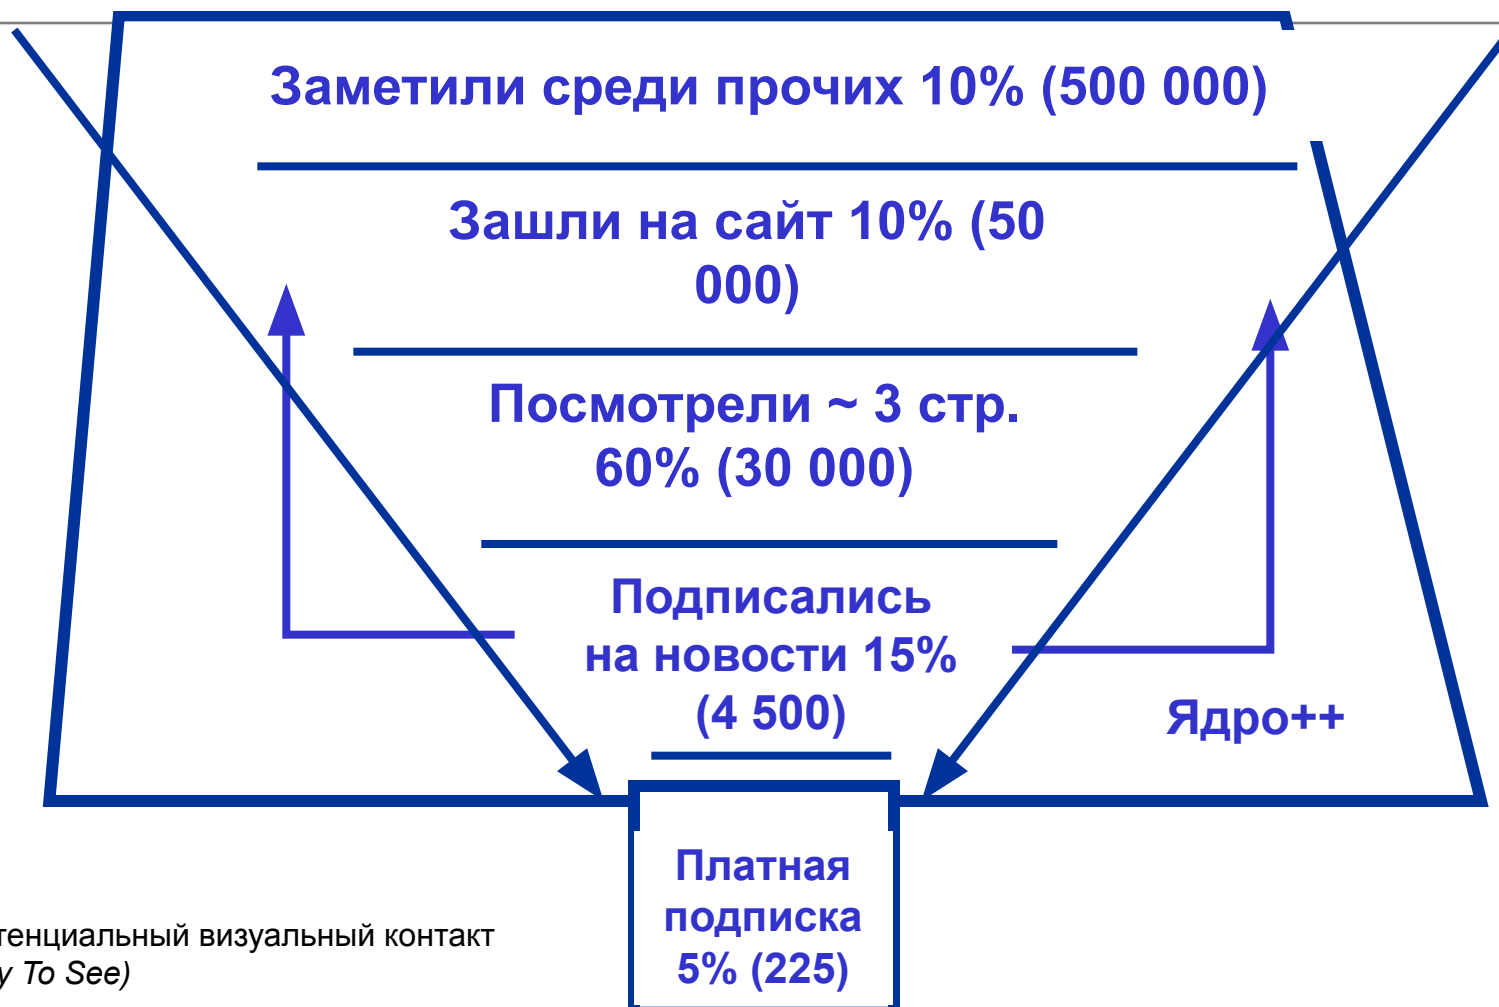 Заметили среди прочих 10% (500 000)
Зашли на сайт 10% (50
000)
Посмотрели ~ 3 стр.
60% (30 000)
Подписались
на новости 15%
(4 500)
Ядро++
Платная
подписка
5% (225)
тенциальный визуальный контакт
y To See)